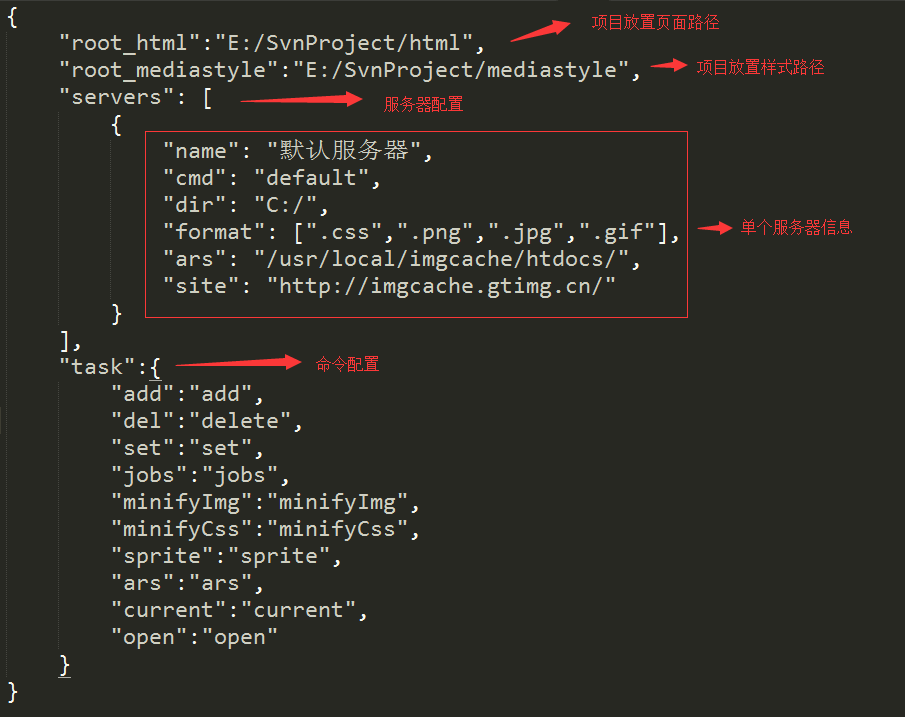 {
"root_html":"E:/SvnProject/html", 项目放置页面路径
"root_mediastyle":"E:/SvnProject/mediastyle", 项目放置样式路径
"servers": [ 服务器配置
{
"name": "默认服务器",
"cmd": "default",
"dir": "C:/",
"format": [".css",".png",".jpg",".gif"], 单个服务器信息
"ars": "/usr/local/imgcache/htdocs/",
"site": "http://imgcache.gtimg.cn/"
}
],
"task":{ 命令配置
"add":"add",
"del":"delete",
"set":"set",
"jobs":"jobs",
"minifyImg":"minifyImg",
"minifyCss":"minifyCss",
"sprite":"sprite",
"ars":"ars",
"current":"current",
"open":"open"
}
}